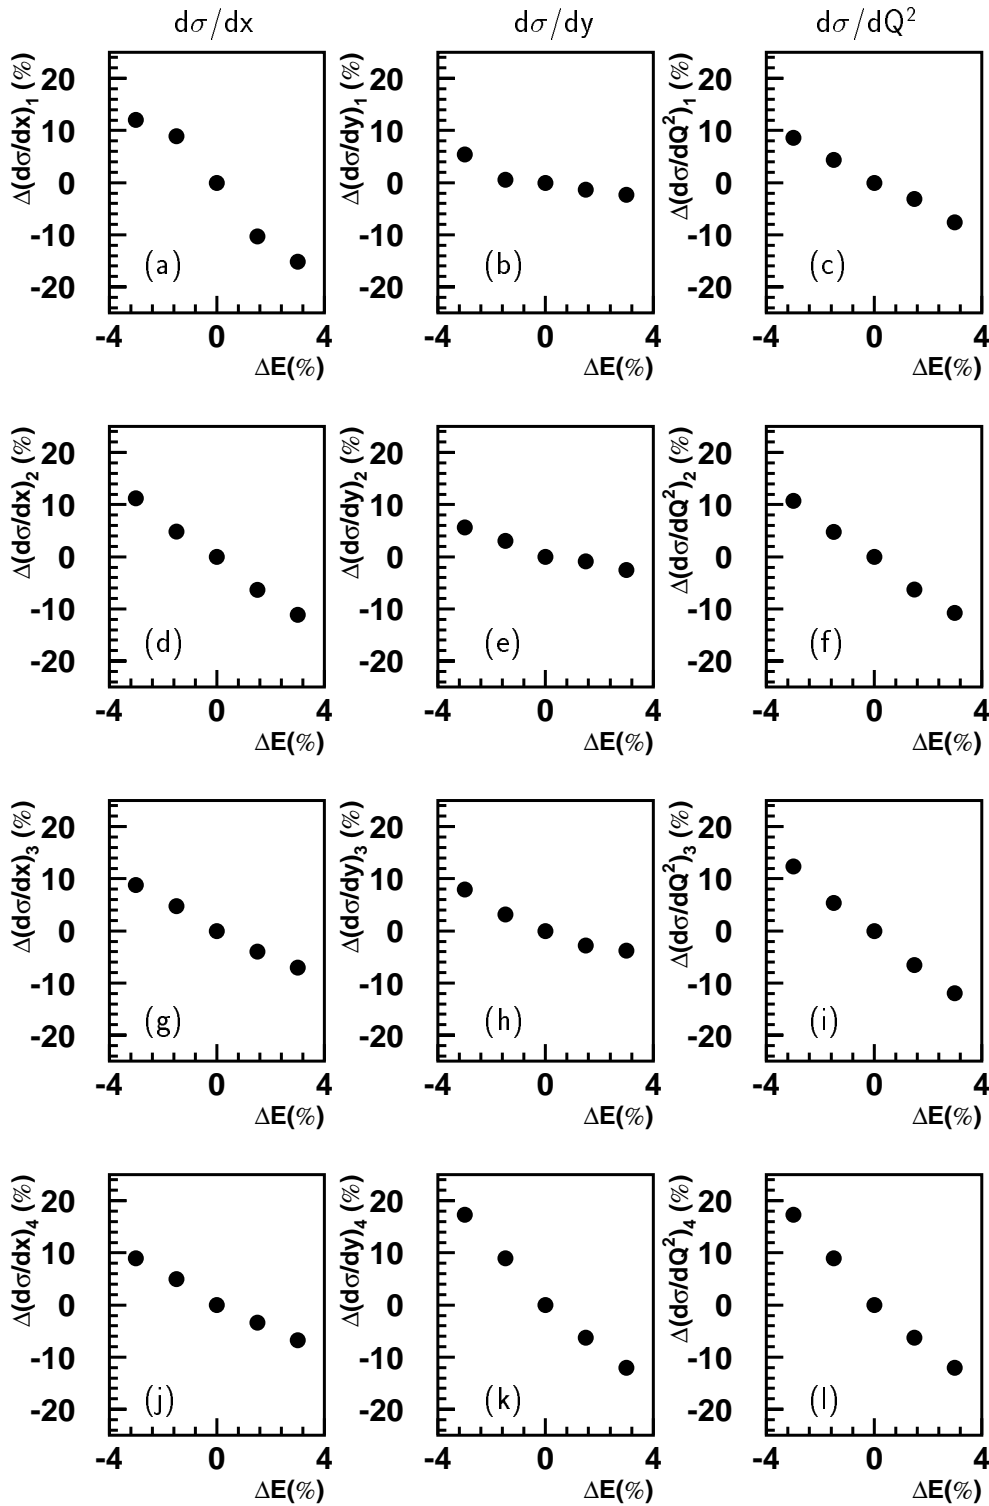 dσ/dx dσ/dy dσ/dQ²
Δ(dσ/dx)₁ (%)
20
10
0
-10
-20
(a)
-4 0 4
ΔE(%)
Δ(dσ/dy)₁ (%)
20
10
0
-10
-20
(b)
-4 0 4
ΔE(%)
Δ(dσ/dQ²)₁ (%)
20
10
0
-10
-20
(c)
-4 0 4
ΔE(%)
Δ(dσ/dx)₂ (%)
20
10
0
-10
-20
(d)
-4 0 4
ΔE(%)
Δ(dσ/dy)₂ (%)
20
10
0
-10
-20
(e)
-4 0 4
ΔE(%)
Δ(dσ/dQ²)₂ (%)
20
10
0
-10
-20
(f)
-4 0 4
ΔE(%)
Δ(dσ/dx)₃ (%)
20
10
0
-10
-20
(g)
-4 0 4
ΔE(%)
Δ(dσ/dy)₃ (%)
20
10
0
-10
-20
(h)
-4 0 4
ΔE(%)
Δ(dσ/dQ²)₃ (%)
20
10
0
-10
-20
(i)
-4 0 4
ΔE(%)
Δ(dσ/dx)₄ (%)
20
10
0
-10
-20
(j)
-4 0 4
ΔE(%)
Δ(dσ/dy)₄ (%)
20
10
0
-10
-20
(k)
-4 0 4
ΔE(%)
Δ(dσ/dQ²)₄ (%)
20
10
0
-10
-20
(l)
-4 0 4
ΔE(%)